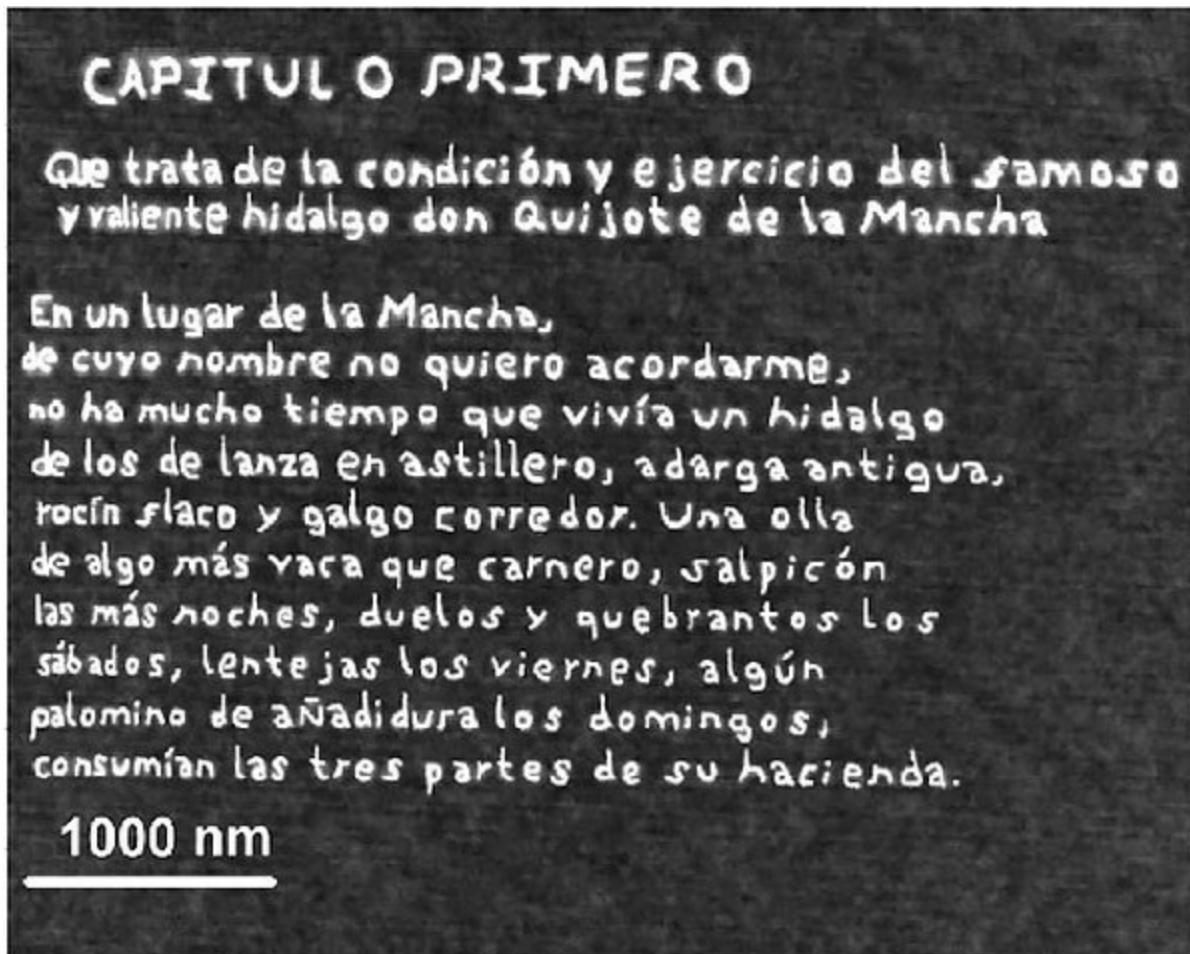 CAPITULO PRIMERO
Que trata de la condición y ejercicio del famoso
y valiente hidalgo don Quijote de la Mancha
En un lugar de la Mancha,
de cuyo nombre no quiero acordarme,
no ha mucho tiempo que vivía un hidalgo
de los de lanza en astillero, adarga antigua,
rocín flaco y galgo corredor. Una olla
de algo más vaca que carnero, salpicón
las más noches, duelos y quebrantos los
sábados, lentejas los viernes, algún
palomino de añadidura los domingos,
consumían las tres partes de su hacienda.
1000 nm